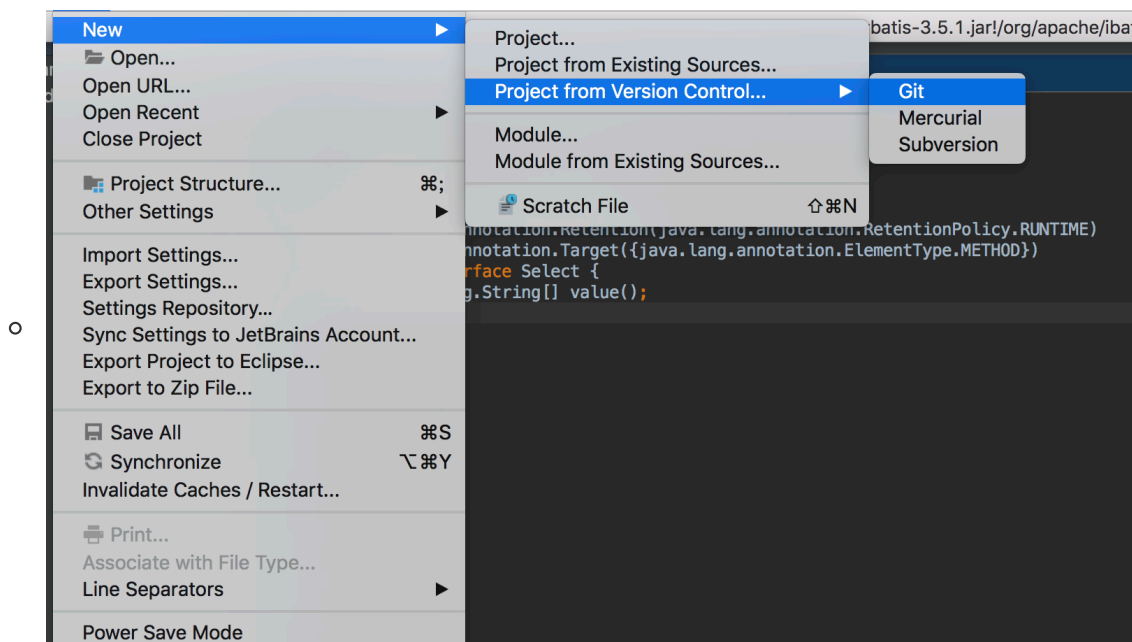 New
Open...
Open URL...
Open Recent
Close Project
Project Structure... ⌘;
Other Settings
Import Settings...
Export Settings...
Settings Repository...
Sync Settings to JetBrains Account...
Export Project to Eclipse...
Export to Zip File...
Save All ⌘S
Synchronize ⌥⌘Y
Invalidate Caches / Restart...
Print...
Associate with File Type...
Line Separators
Power Save Mode
Project...
Project from Existing Sources...
Project from Version Control...
Module...
Module from Existing Sources...
Scratch File ⇧⌘N
Git
Mercurial
Subversion
batis-3.5.1.jar!/org/apache/iba
nnotation.Retention(java.lang.annotation.RetentionPolicy.RUNTIME)
nnotation.Target({java.lang.annotation.ElementType.METHOD})
rface Select {
g.String[] value();